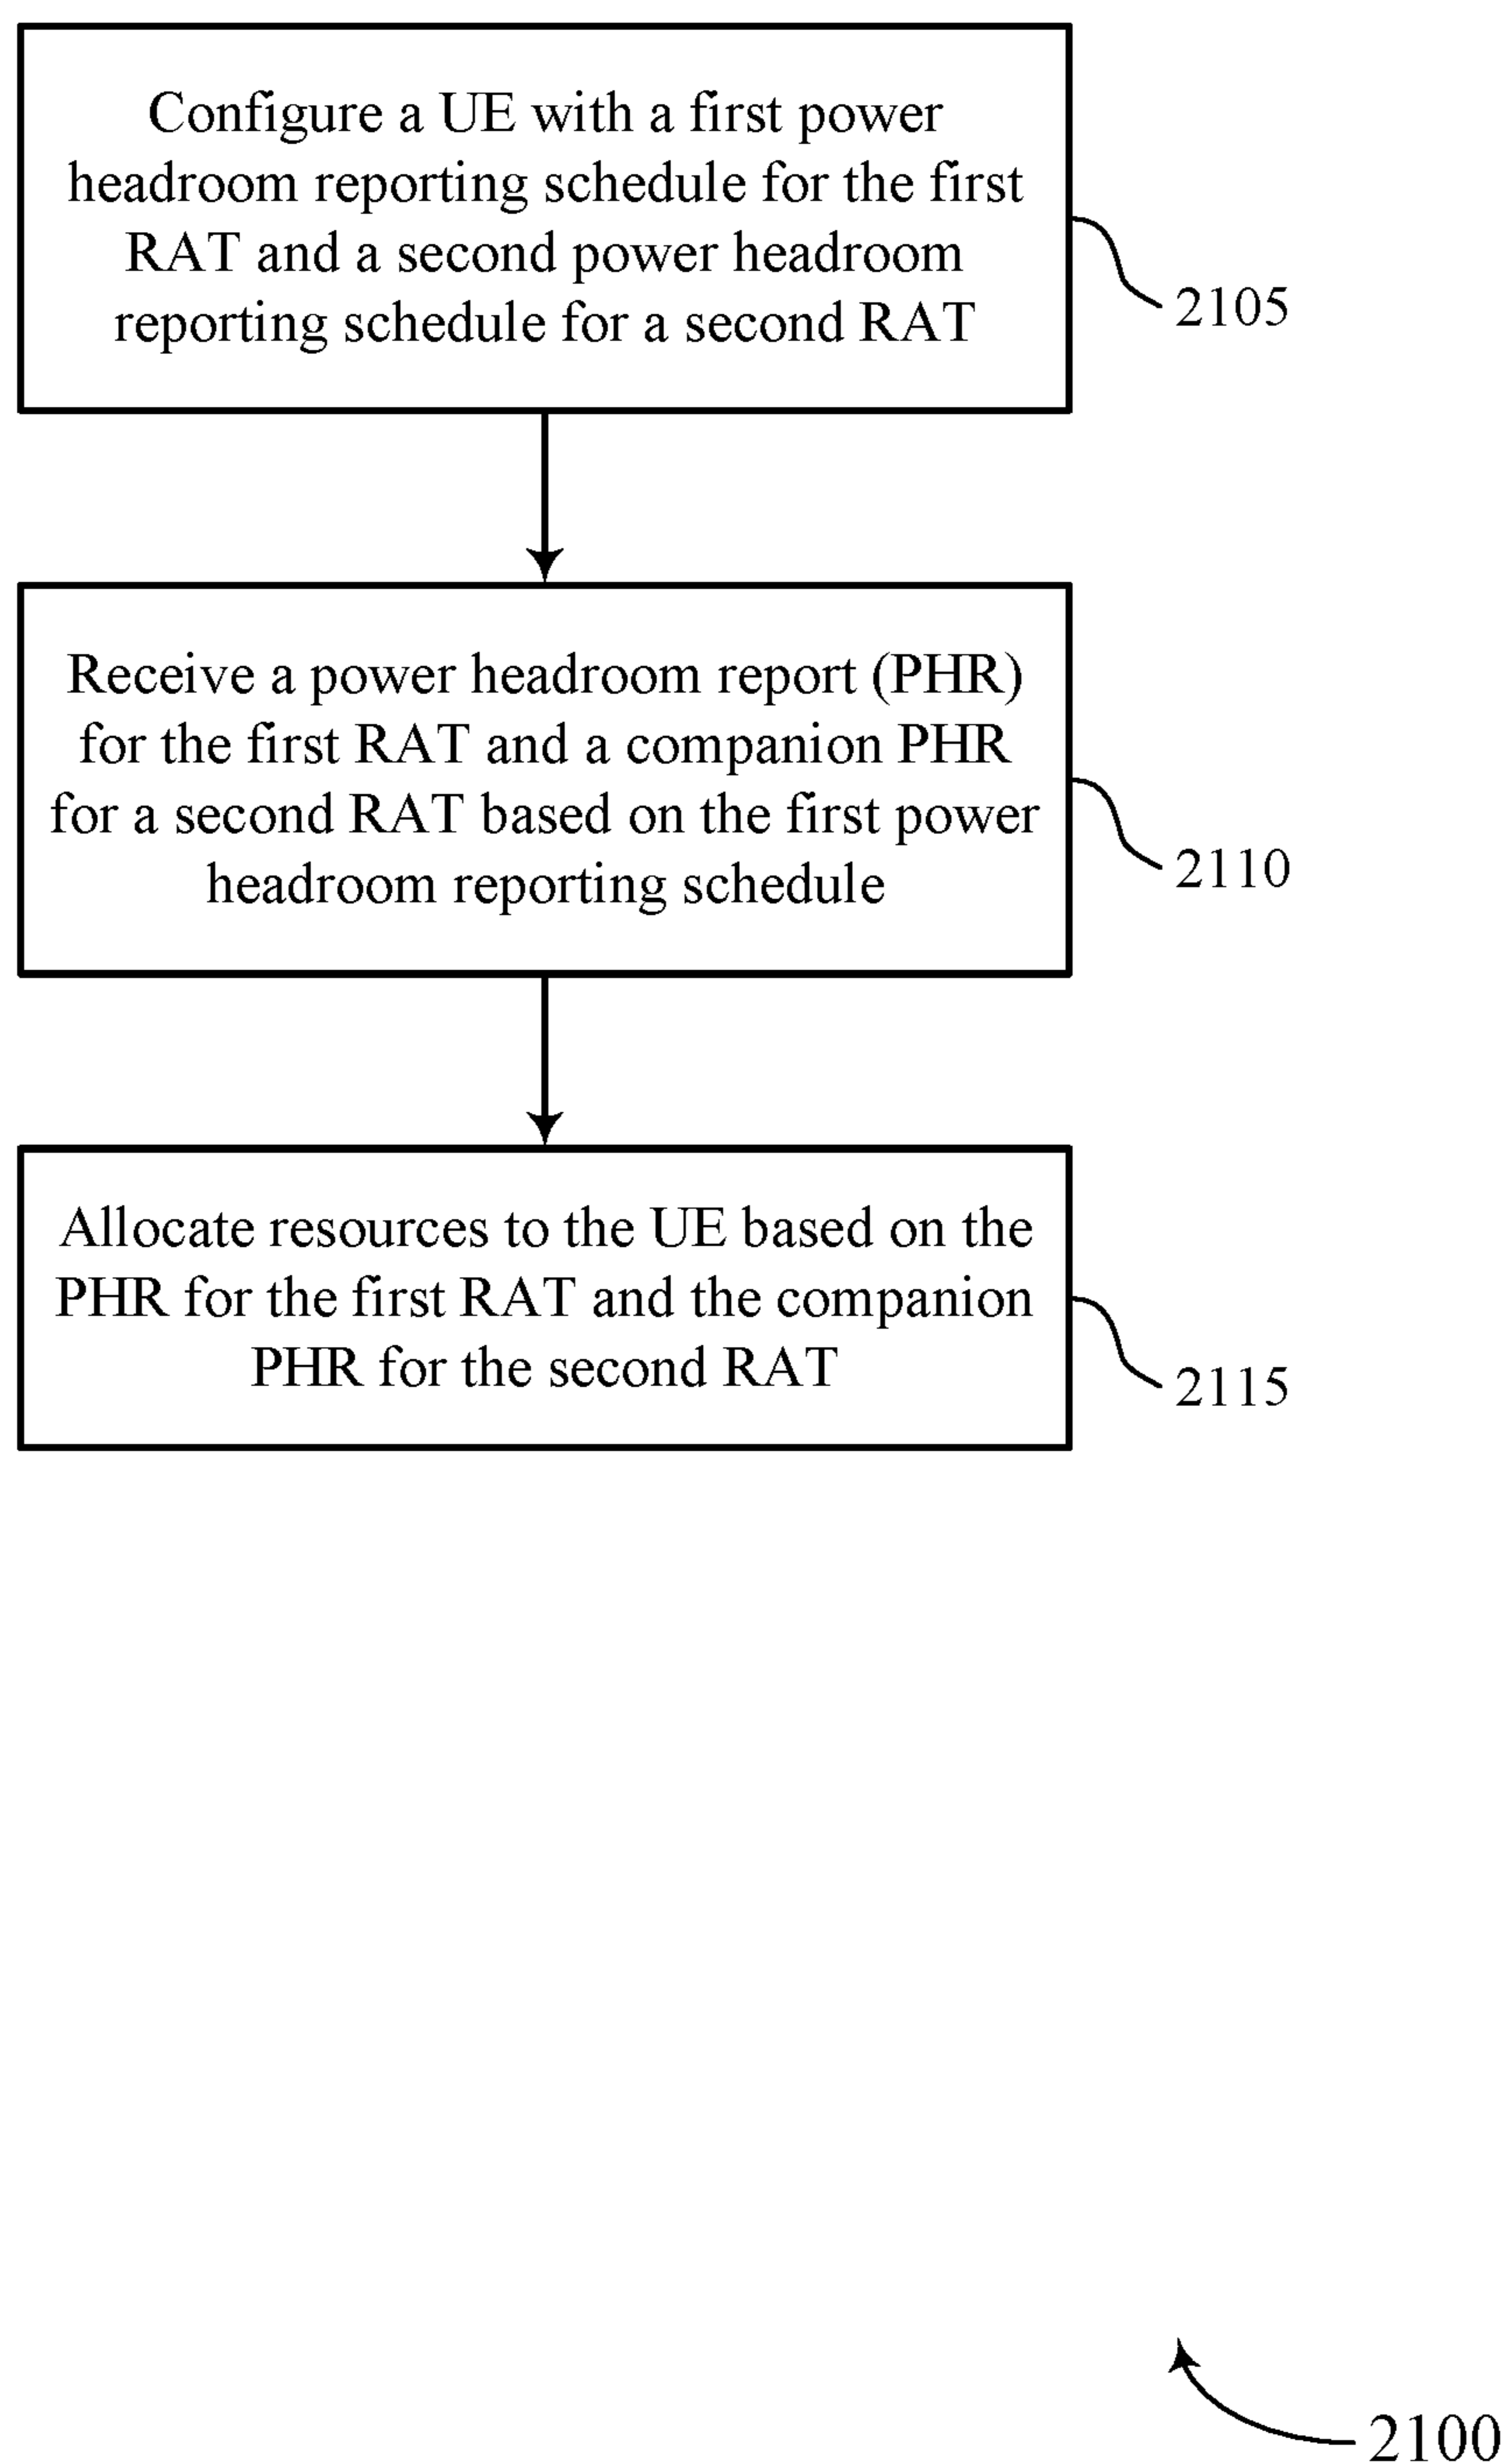 Configure a UE with a first power
headroom reporting schedule for the first
RAT and a second power headroom
reporting schedule for a second RAT
2105
Receive a power headroom report (PHR)
for the first RAT and a companion PHR
for a second RAT based on the first power
headroom reporting schedule
2110
Allocate resources to the UE based on the
PHR for the first RAT and the companion
PHR for the second RAT
2115
2100